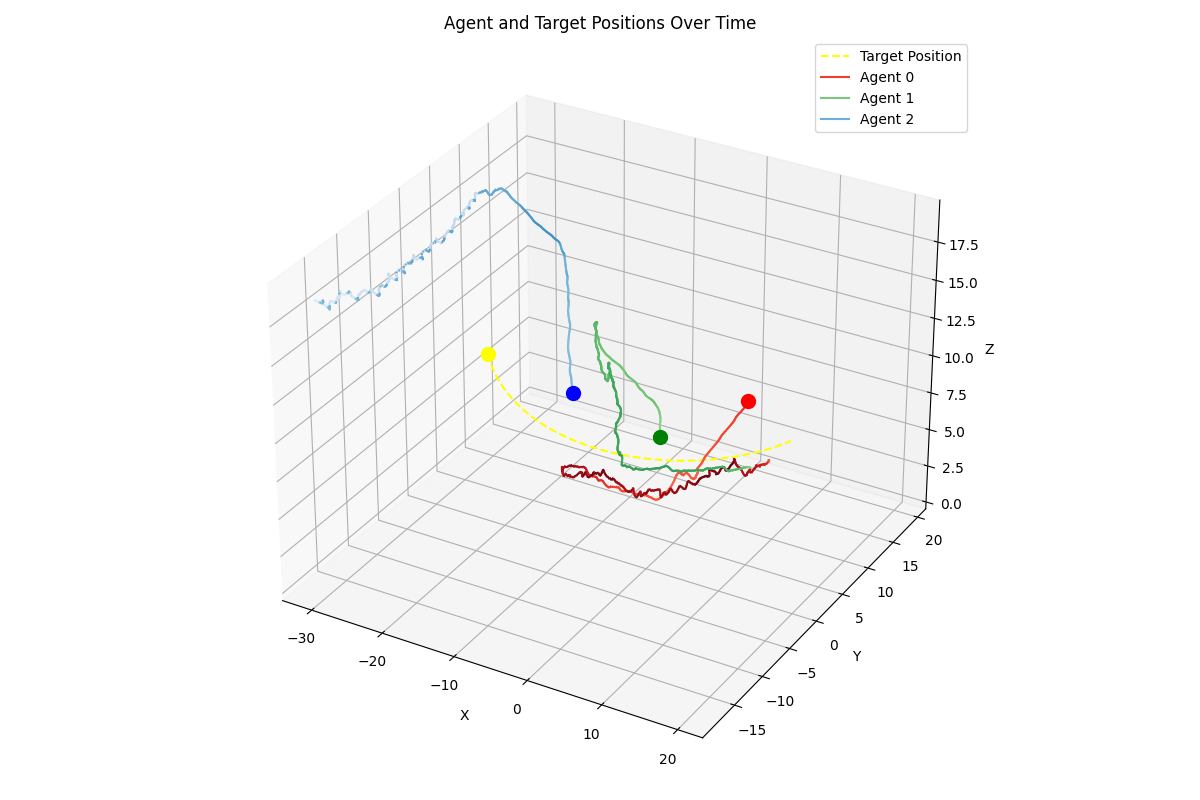 Agent and Target Positions Over Time
Target Position
Agent 0
Agent 1
Agent 2
17.5
15.0
12.5
10.0
7.5
5.0
2.5
0.0
Z
20
15
10
5
0
−5
−10
−15
Y
−30
−20
−10
0
10
20
X